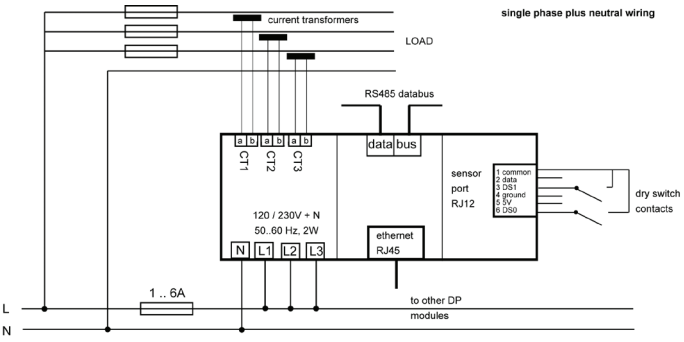 single phase plus neutral wiring
current transformers
LOAD
RS485 databus
a b a b a b
data bus
CT1 CT2 CT3
sensor
port
RJ12
1 common
2 data
3 DS1
4 ground
5 5V
6 DS0
dry switch
contacts
120 / 230V + N
50..60 Hz, 2W
ethernet
RJ45
N L1 L2 L3
1 .. 6A
to other DP
modules
L
N